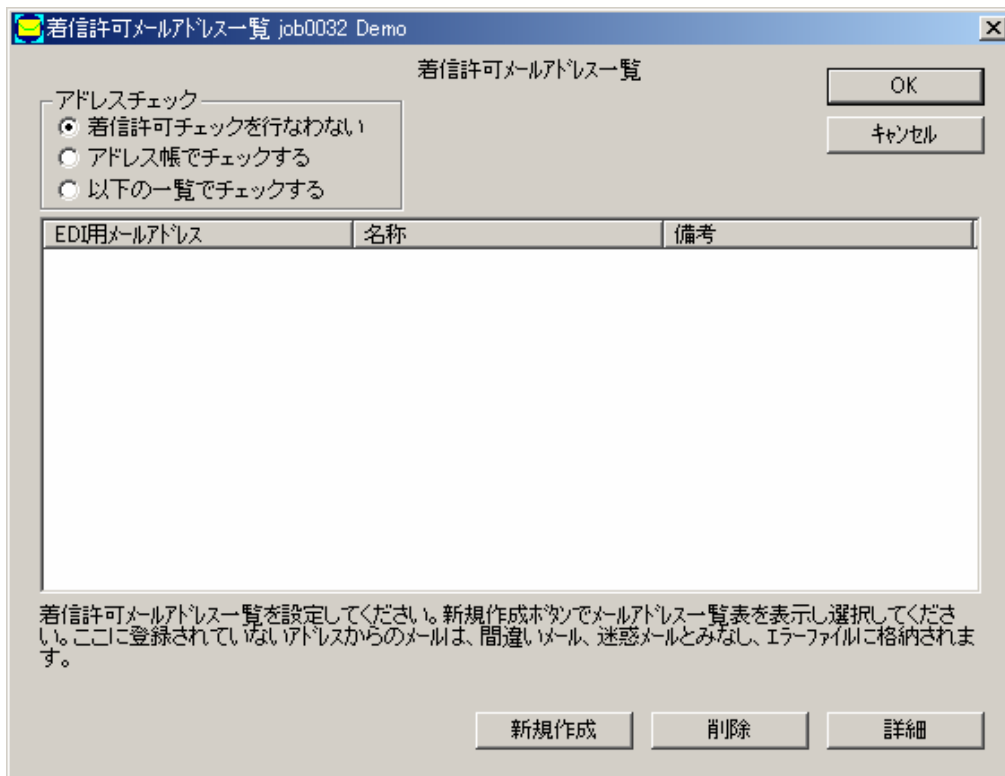 着信許可ﾒｰﾙｱﾄﾞﾚｽ一覧 job0032 Demo
着信許可ﾒｰﾙｱﾄﾞﾚｽ一覧
OK
キャンセル
アドレスチェック
着信許可チェックを行なわない
アドレス帳でチェックする
以下の一覧でチェックする
EDI用ﾒｰﾙｱﾄﾞﾚｽ 名称 備考
着信許可ﾒｰﾙｱﾄﾞﾚｽ一覧を設定してください。新規作成ﾎﾞﾀﾝでﾒｰﾙｱﾄﾞﾚｽ一覧表を表示し選択してくださ
い。ここに登録されていないｱﾄﾞﾚｽからのﾒｰﾙは、間違いﾒｰﾙ、迷惑ﾒｰﾙとみなし、ｴﾗｰﾌｧｲﾙに格納されま
す。
新規作成 削除 詳細